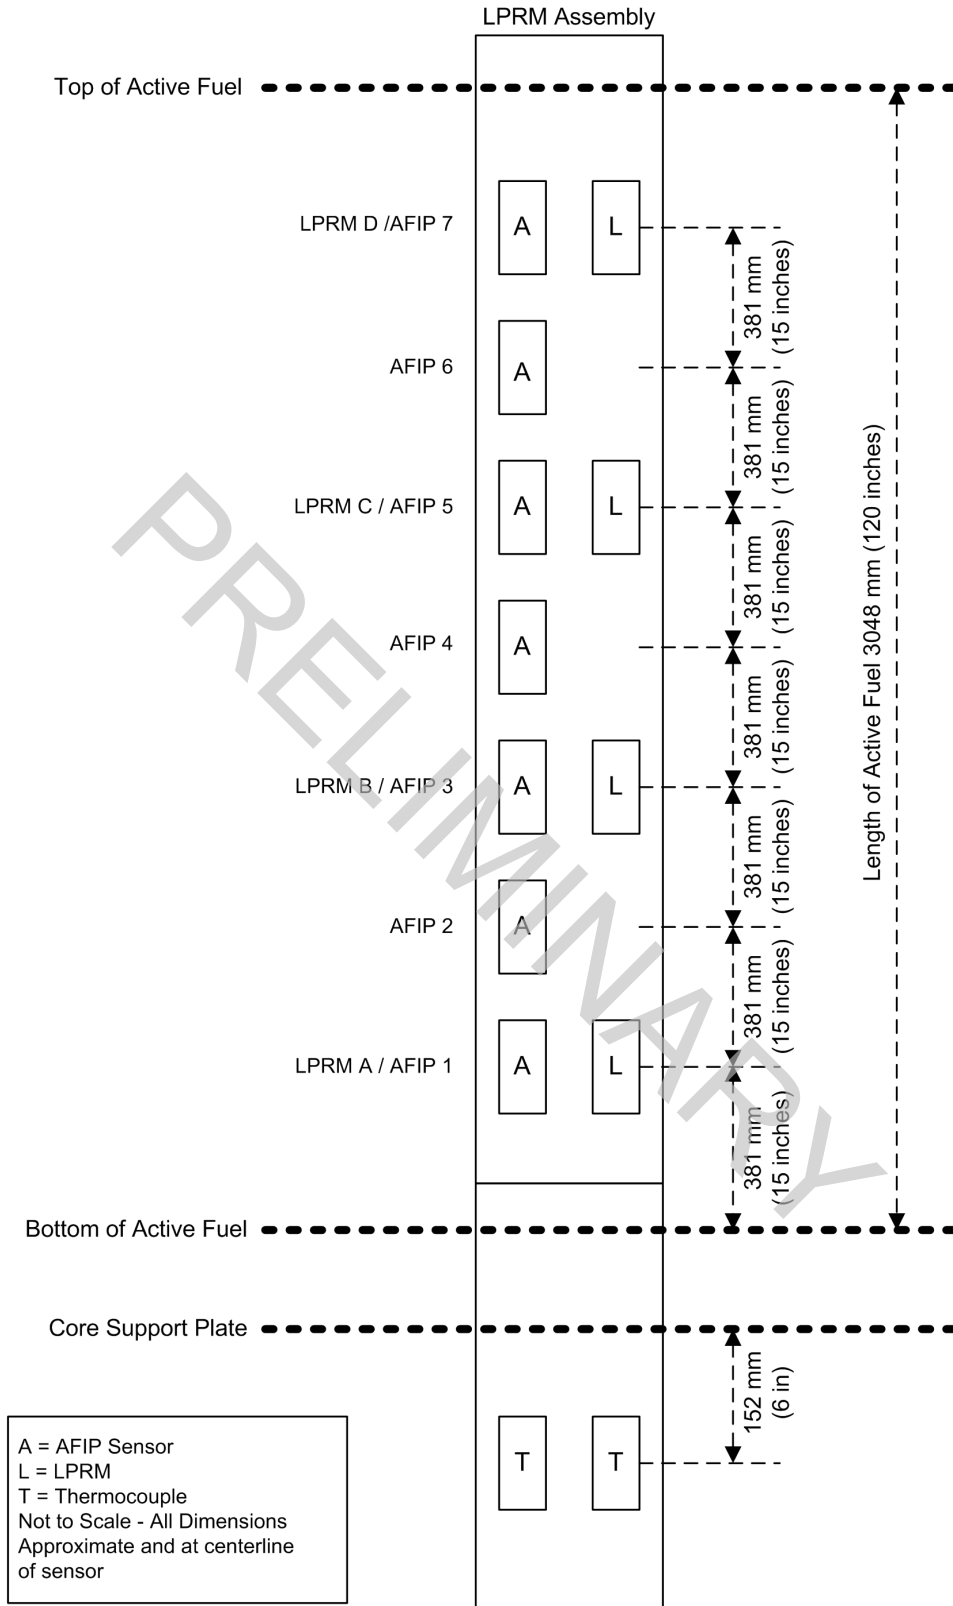 LPRM Assembly
Top of Active Fuel
LPRM D /AFIP 7
A
L
381 mm
(15 inches)
AFIP 6
A
381 mm
(15 inches)
LPRM C / AFIP 5
A
L
381 mm
(15 inches)
AFIP 4
A
381 mm
(15 inches)
LPRM B / AFIP 3
A
L
381 mm
(15 inches)
AFIP 2
A
381 mm
(15 inches)
LPRM A / AFIP 1
A
L
381 mm
(15 inches)
Length of Active Fuel 3048 mm (120 inches)
PRELIMINARY
Bottom of Active Fuel
Core Support Plate
152 mm
(6 in)
T
T
A = AFIP Sensor
L = LPRM
T = Thermocouple
Not to Scale - All Dimensions
Approximate and at centerline
of sensor